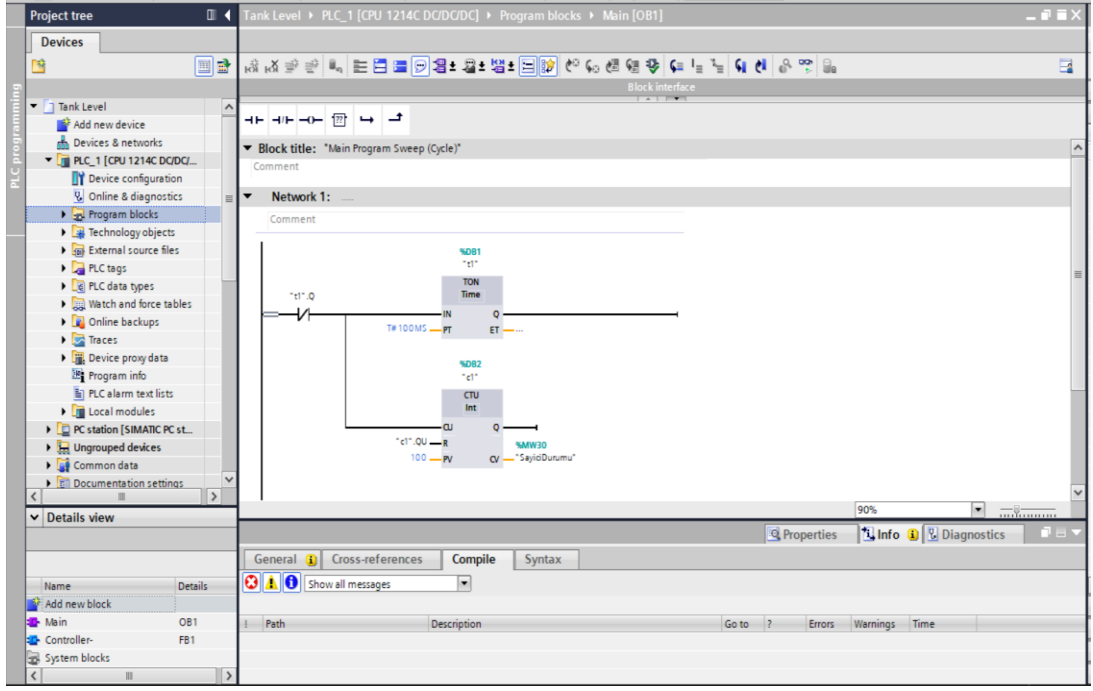 Project tree
Tank Level ▸ PLC_1 [CPU 1214C DC/DC/DC] ▸ Program blocks ▸ Main [OB1]
Devices
Block interface
PLC programming
Tank Level
Add new device
Devices & networks
PLC_1 [CPU 1214C DC/DC/...
Device configuration
Online & diagnostics
Program blocks
Technology objects
External source files
PLC tags
PLC data types
Watch and force tables
Online backups
Traces
Device proxy data
Program info
PLC alarm text lists
Local modules
PC station [SIMATIC PC st...
Ungrouped devices
Common data
Documentation settings
Details view
Name Details
Add new block
Main OB1
Controller- FB1
System blocks
??
Block title: "Main Program Sweep (Cycle)"
Comment
Network 1: ....
Comment
%DB1
"t1"
TON
Time
"t1".Q
IN Q
T#100MS PT ET ...
%DB2
"c1"
CTU
Int
CU Q
"c1".QU R
%MW30
100 PV CV "SayiciDurumu"
90%
Properties Info Diagnostics
General Cross-references Compile Syntax
Show all messages
! Path Description Go to ? Errors Warnings Time